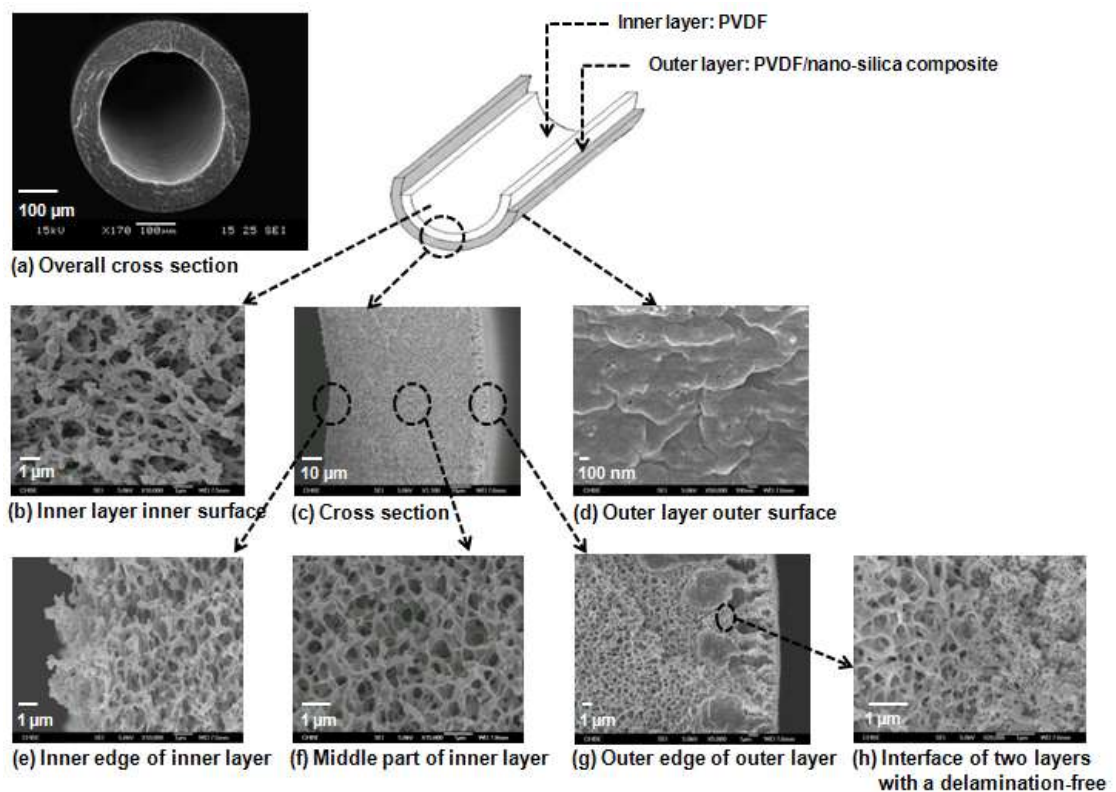 Inner layer: PVDF
Outer layer: PVDF/nano-silica composite
100 µm
15kV X170 100µm 15 25 SEI
(a) Overall cross section
1 µm
10 µm
100 nm
(b) Inner layer inner surface
(c) Cross section
(d) Outer layer outer surface
1 µm
1 µm
1 µm
1 µm
(e) Inner edge of inner layer
(f) Middle part of inner layer
(g) Outer edge of outer layer
(h) Interface of two layers
with a delamination-free